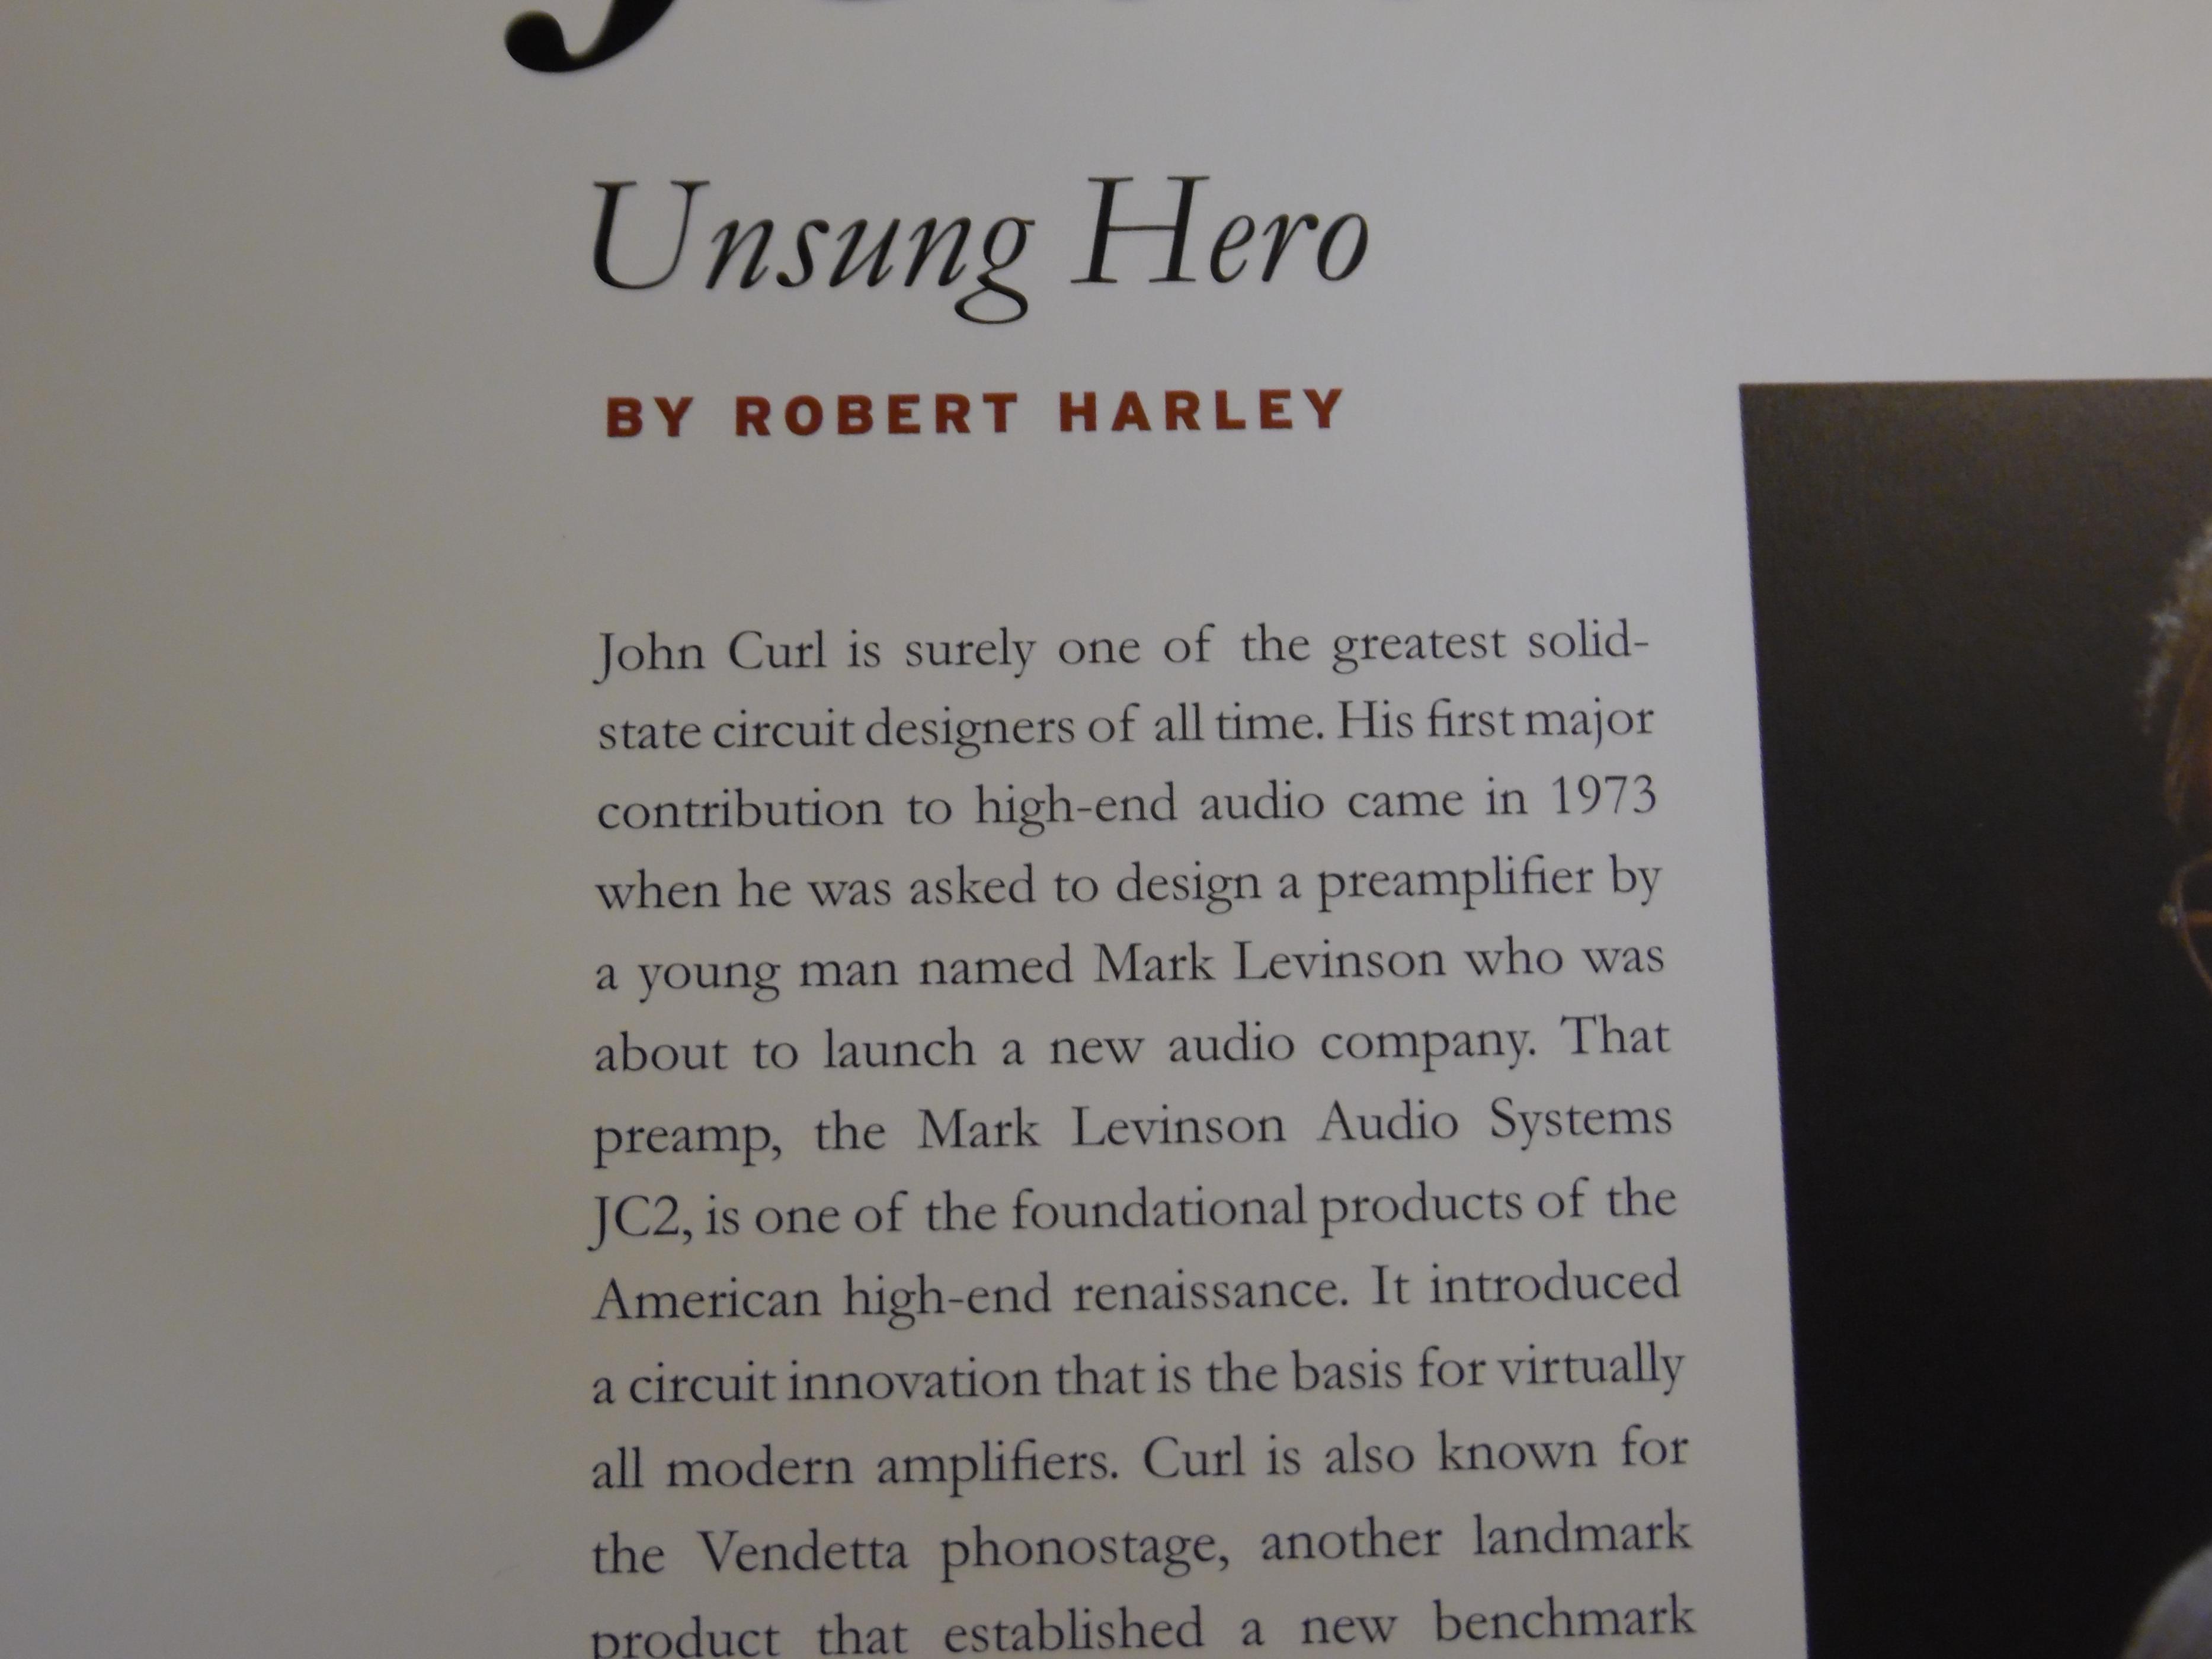 Unsung Hero
BY ROBERT HARLEY
John Curl is surely one of the greatest solid-
state circuit designers of all time. His first major
contribution to high-end audio came in 1973
when he was asked to design a preamplifier by
a young man named Mark Levinson who was
about to launch a new audio company. That
preamp, the Mark Levinson Audio Systems
JC2, is one of the foundational products of the
American high-end renaissance. It introduced
a circuit innovation that is the basis for virtually
all modern amplifiers. Curl is also known for
the Vendetta phonostage, another landmark
product that established a new benchmark